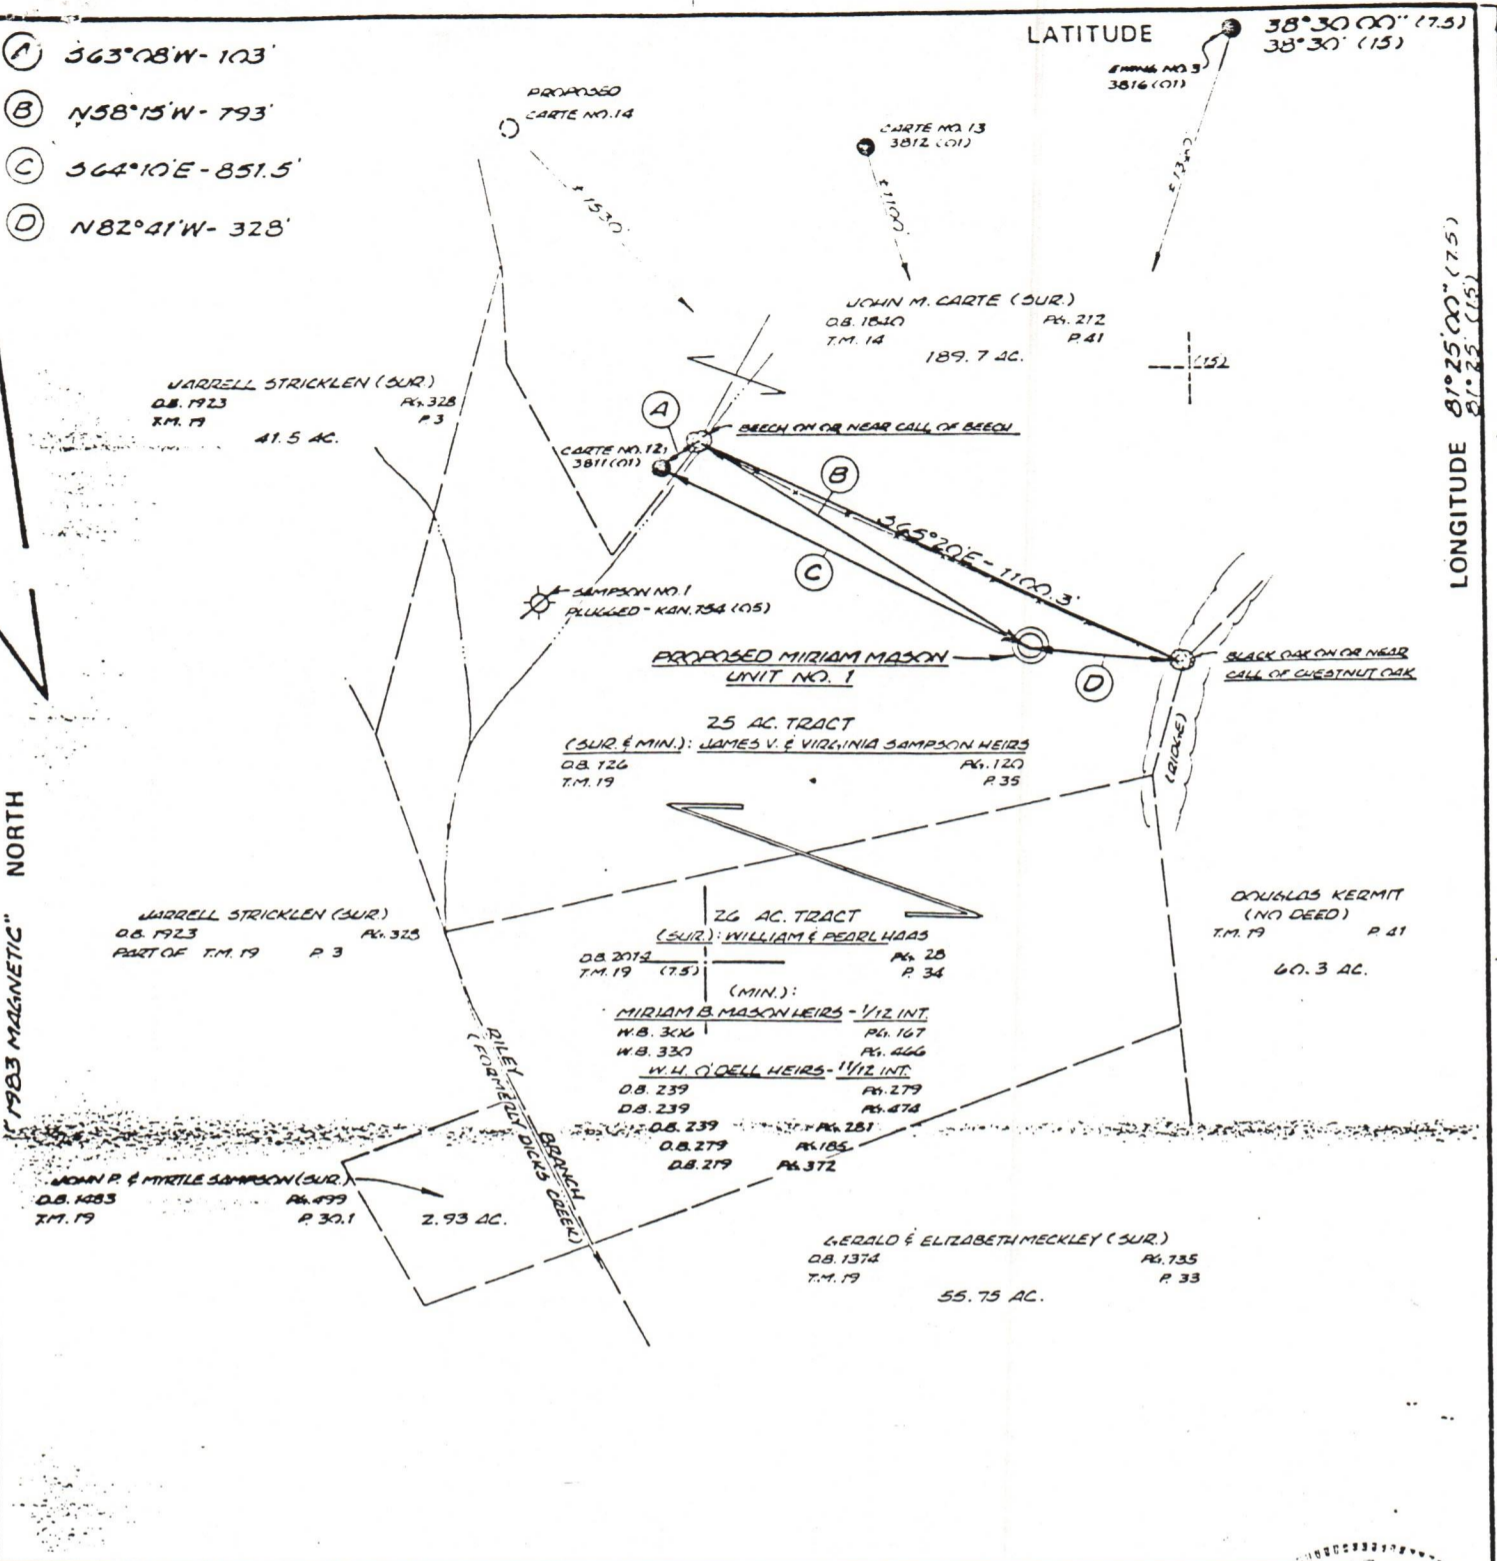 A S63°08'W - 103'
B N58°15'W - 793'
C S64°10'E - 851.5'
D N82°41'W - 328'
LATITUDE 38°30'00" (7.5)
38°30' (15)
EWING NO.3
3816 (01)
PROPOSED
CARTE NO.14
CARTE NO. 13
3812 (01)
± 1530'
± 1100'
LONGITUDE 81°25'00" (7.5)
81°25' (15)
JOHN M. CARTE (SUR.)
D.B. 1840 PG. 212
T.M. 14 P. 41
189.7 AC.
(15)
JARRELL STRICKLEN (SUR.)
D.B. 1923 PG. 328
T.M. 19 P. 3
41.5 AC.
A
BEECH ON OR NEAR CALL OF BEECH
CARTE NO. 12
3811 (01)
B
S65°20'E - 1100.3'
C
SAMPSON NO. 1
PLUGGED - KAN. 754 (05)
PROPOSED MIRIAM MASON
UNIT NO. 1
D
BLACK OAK ON OR NEAR
CALL OF CHESTNUT OAK
(RIDGE)
25 AC. TRACT
(SUR. & MIN.): JAMES V. & VIRGINIA SAMPSON HEIRS
D.B. 726 PG. 120
T.M. 19 P. 35
"1983 MAGNETIC" NORTH
JARRELL STRICKLEN (SUR.)
D.B. 1923 PG. 328
PART OF T.M. 19 P. 3
26 AC. TRACT
(SUR.): WILLIAM & PEARL HAAS
D.B. 2014 PG. 28
T.M. 19 (7.5) P. 34
(MIN.):
MIRIAM B. MASON HEIRS - 1/12 INT.
W.B. 306 PG. 167
W.B. 330 PG. 466
W.H. O'DELL HEIRS - 11/12 INT.
D.B. 239 PG. 279
D.B. 239 PG. 474
D.B. 239 PG. 281
D.B. 279 PG. 185
D.B. 279 PG. 372
DOUGLAS KERMIT
(NO DEED)
T.M. 19 P. 41
60.3 AC.
RILEY BRANCH
(FORMERLY DICKS CREEK)
JOHN P. & MYRTLE SAMPSON (SUR.)
D.B. 1483 PG. 499
T.M. 19 P. 30.1
2.93 AC.
GERALD & ELIZABETH MECKLEY (SUR.)
D.B. 1374 PG. 735
T.M. 19 P. 33
55.75 AC.